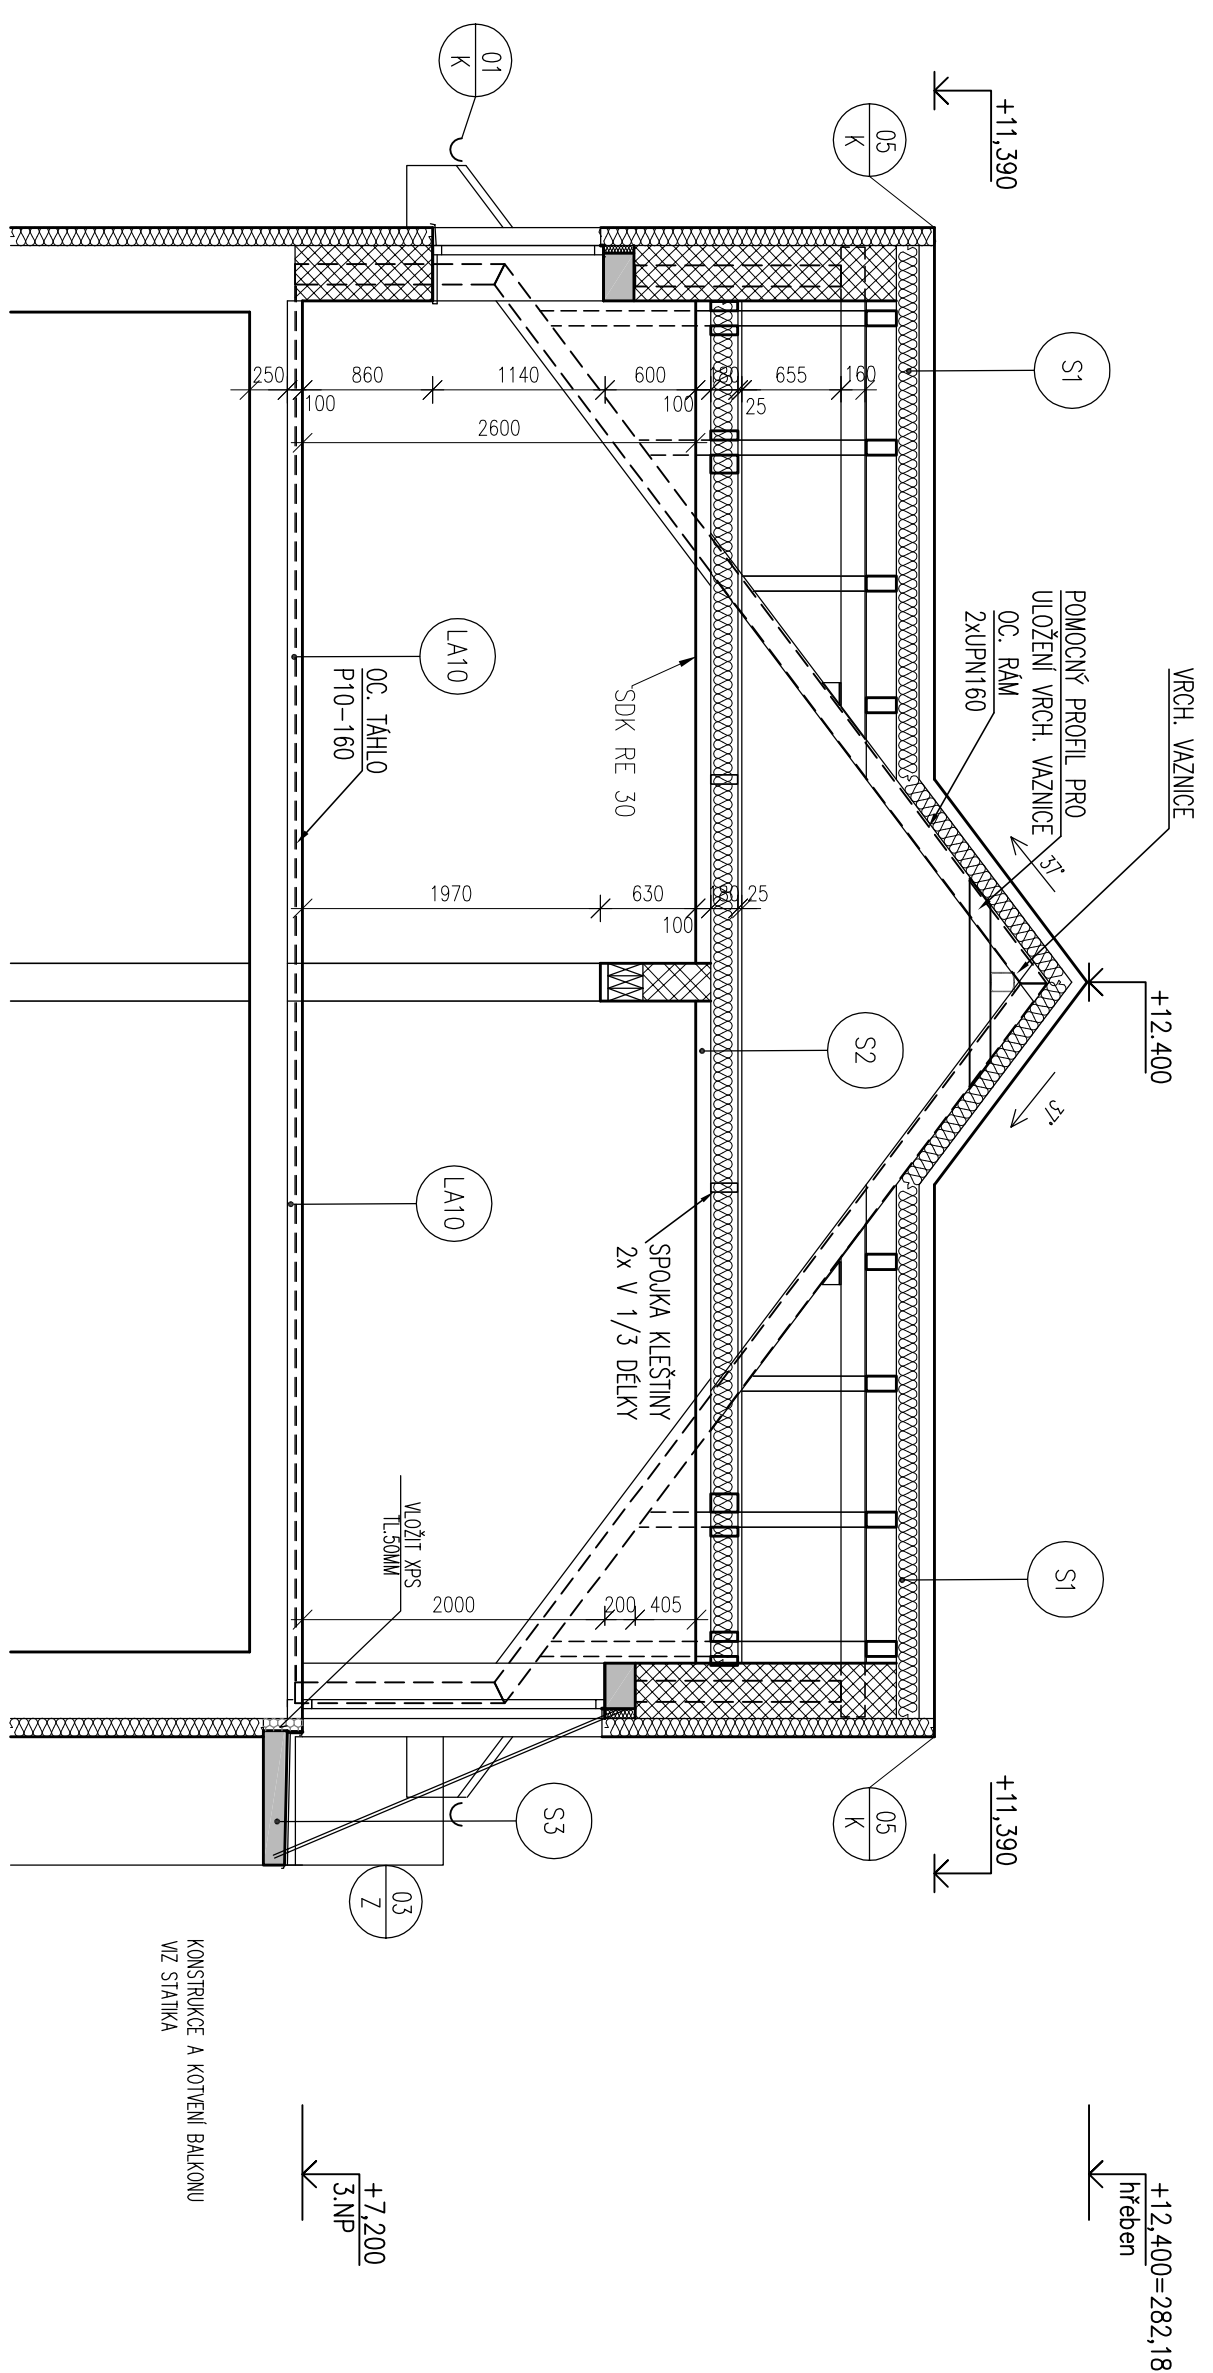 VRCH. VAZNICE
POMOCNÝ PROFIL PRO
ULOŽENÍ VRCH. VAZNICE
OC. RÁM
2xUPN160
+11,390
05
K
01
K
S1
37°
+12.400
37°
S1
+11,390
05
K
+12,400=282,18
hřeben
160
655
25
180
100
600
1140
860
100
250
2600
SDK RE 30
S2
25
180
100
630
1970
SPOJKA KLEŠTINY
2x V 1/3 DÉLKY
405
200
2000
LA10
OC. TÁHLO
P10-160
LA10
VLOŽIT XPS
TL.50MM
S3
03
Z
+7,200
3.NP
KONSTRUKCE A KOTVENÍ BALKONU
VIZ STATIKA